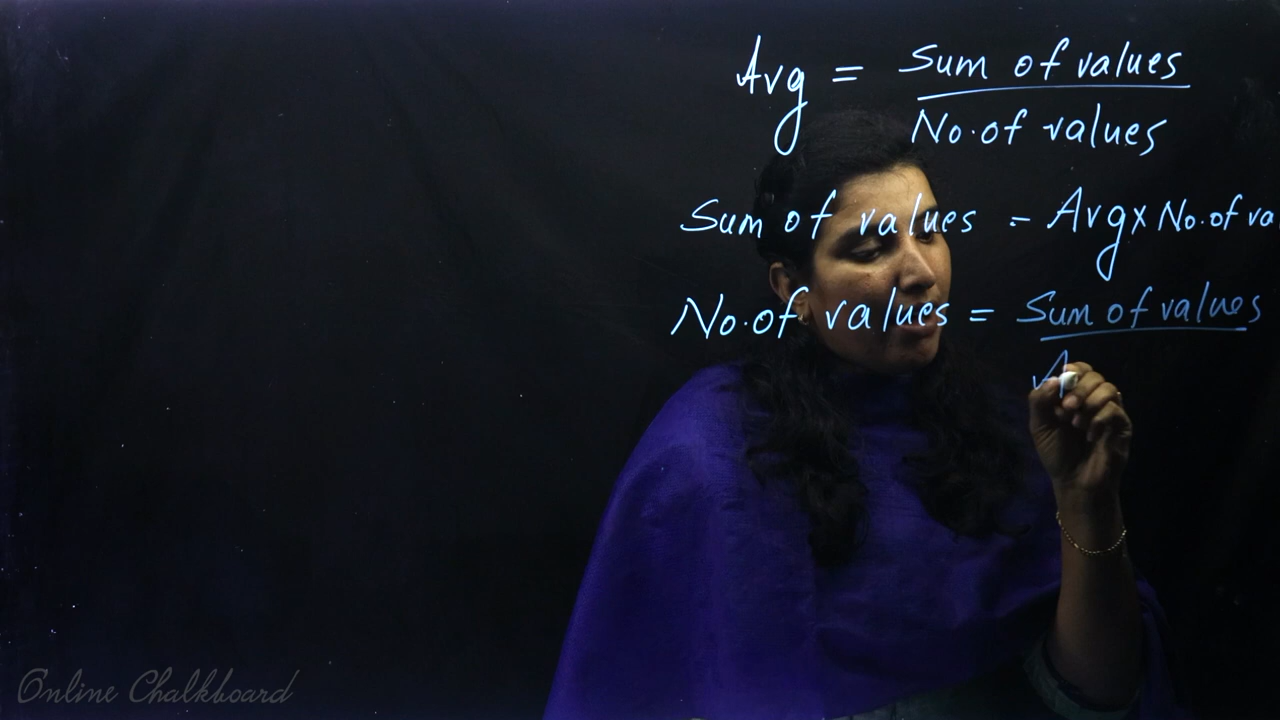 Avg = Sum of values
No. of values
Sum of values = Avg x No. of va
No. of values = Sum of values
A
Online Chalkboard